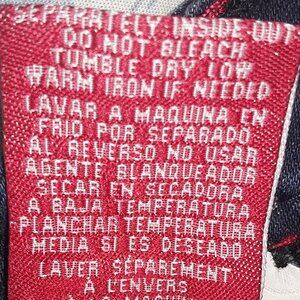 SEPARATELY INSIDE OUT
DO NOT BLEACH
TUMBLE DRY LOW
WARM IRON IF NEEDED
LAVAR A MAQUINA EN
FRIO POR SEPARADO
AL REVERSO NO USAR
AGENTE BLANQUEADOR
SECAR EN SECADORA
A BAJA TEMPERATURA
PLANCHAR TEMPERATURA
MEDIA SI ES DESEADO
LAVER SÉPARÉMENT
À L'ENVERS